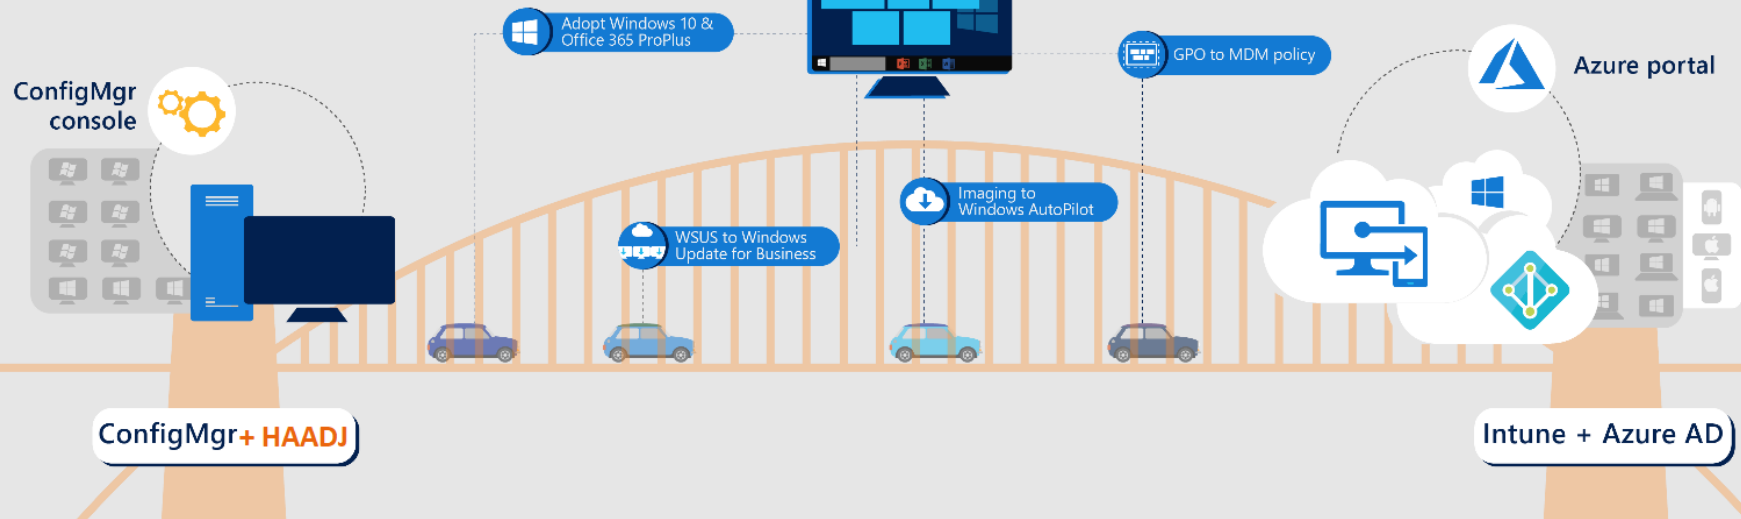 Adopt Windows 10 &
Office 365 ProPlus
GPO to MDM policy
Azure portal
ConfigMgr
console
Imaging to
Windows AutoPilot
WSUS to Windows
Update for Business
ConfigMgr+ HAADJ
Intune + Azure AD